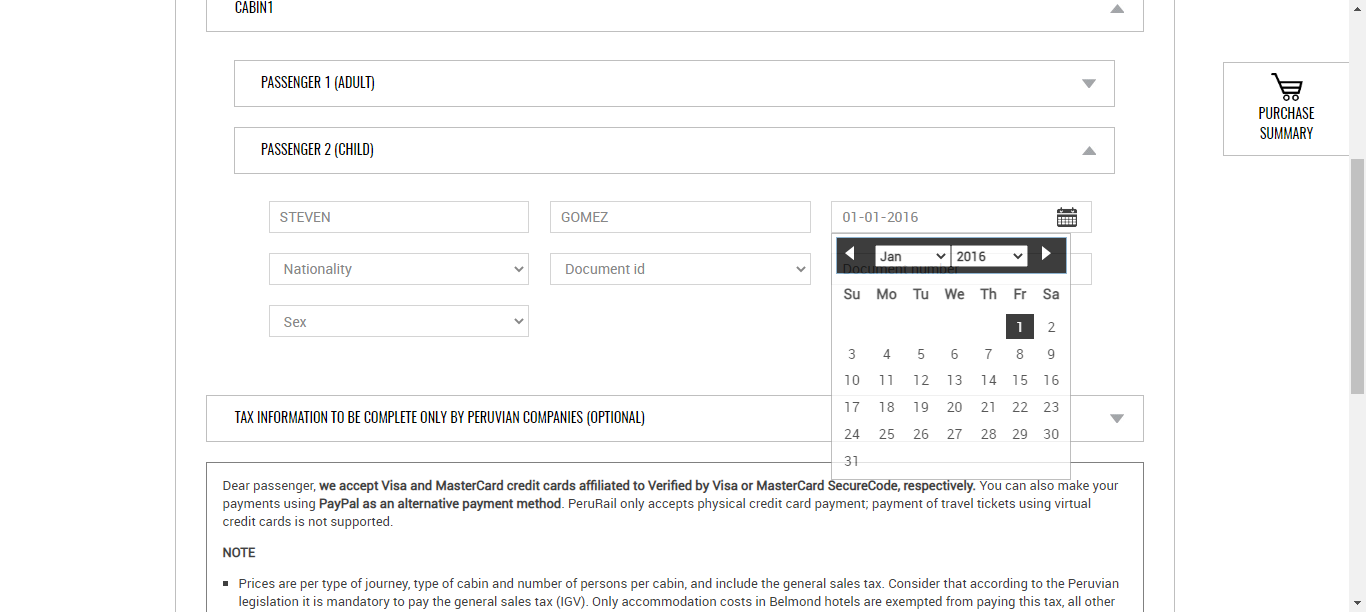 CABIN1
PASSENGER 1 (ADULT)
PURCHASE
SUMMARY
PASSENGER 2 (CHILD)
STEVEN
GOMEZ
01-01-2016
Nationality
Document id
Document number
Jan
2016
Su Mo Tu We Th Fr Sa
1 2
3 4 5 6 7 8 9
10 11 12 13 14 15 16
17 18 19 20 21 22 23
24 25 26 27 28 29 30
31
Sex
TAX INFORMATION TO BE COMPLETE ONLY BY PERUVIAN COMPANIES (OPTIONAL)
Dear passenger, we accept Visa and MasterCard credit cards affiliated to Verified by Visa or MasterCard SecureCode, respectively. You can also make your
payments using PayPal as an alternative payment method. PeruRail only accepts physical credit card payment; payment of travel tickets using virtual
credit cards is not supported.
NOTE
Prices are per type of journey, type of cabin and number of persons per cabin, and include the general sales tax. Consider that according to the Peruvian
legislation it is mandatory to pay the general sales tax (IGV). Only accommodation costs in Belmond hotels are exempted from paying this tax, all other